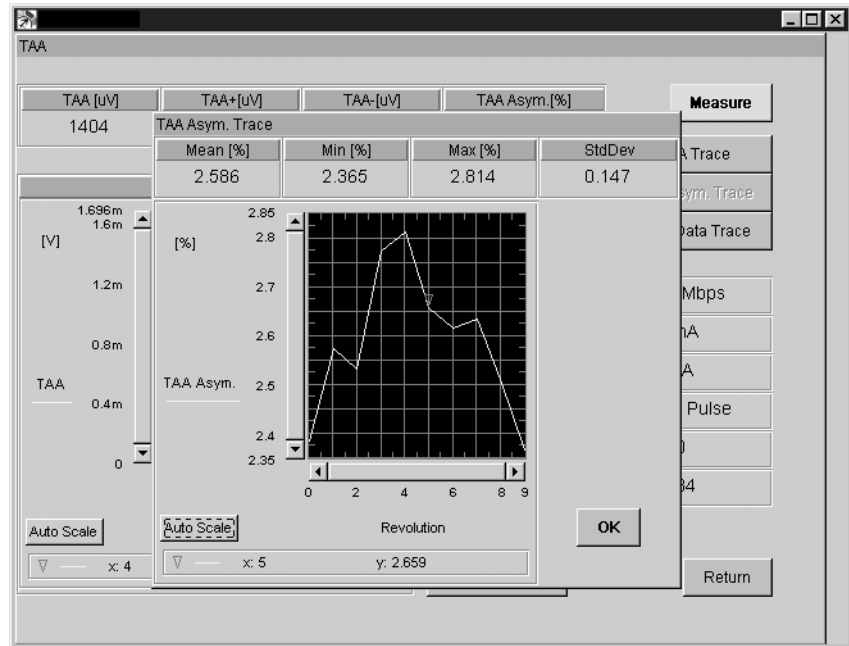 TAA
TAA [uV] TAA+[uV] TAA-[uV] TAA Asym.[%] Measure
1404
TAA Asym. Trace
Mean [%] Min [%] Max [%] StdDev
2.586 2.365 2.814 0.147
A Trace
sym. Trace
Data Trace
1.696m
1.6m
[V]
1.2m
0.8m
TAA
0.4m
0
2.85
2.8
[%]
2.7
2.6
TAA Asym. 2.5
2.4
2.35
0 2 4 6 8 9
Revolution
Mbps
nA
A
Pulse
34
Auto Scale
Auto Scale
OK
x: 4
x: 5 y: 2.659
Return